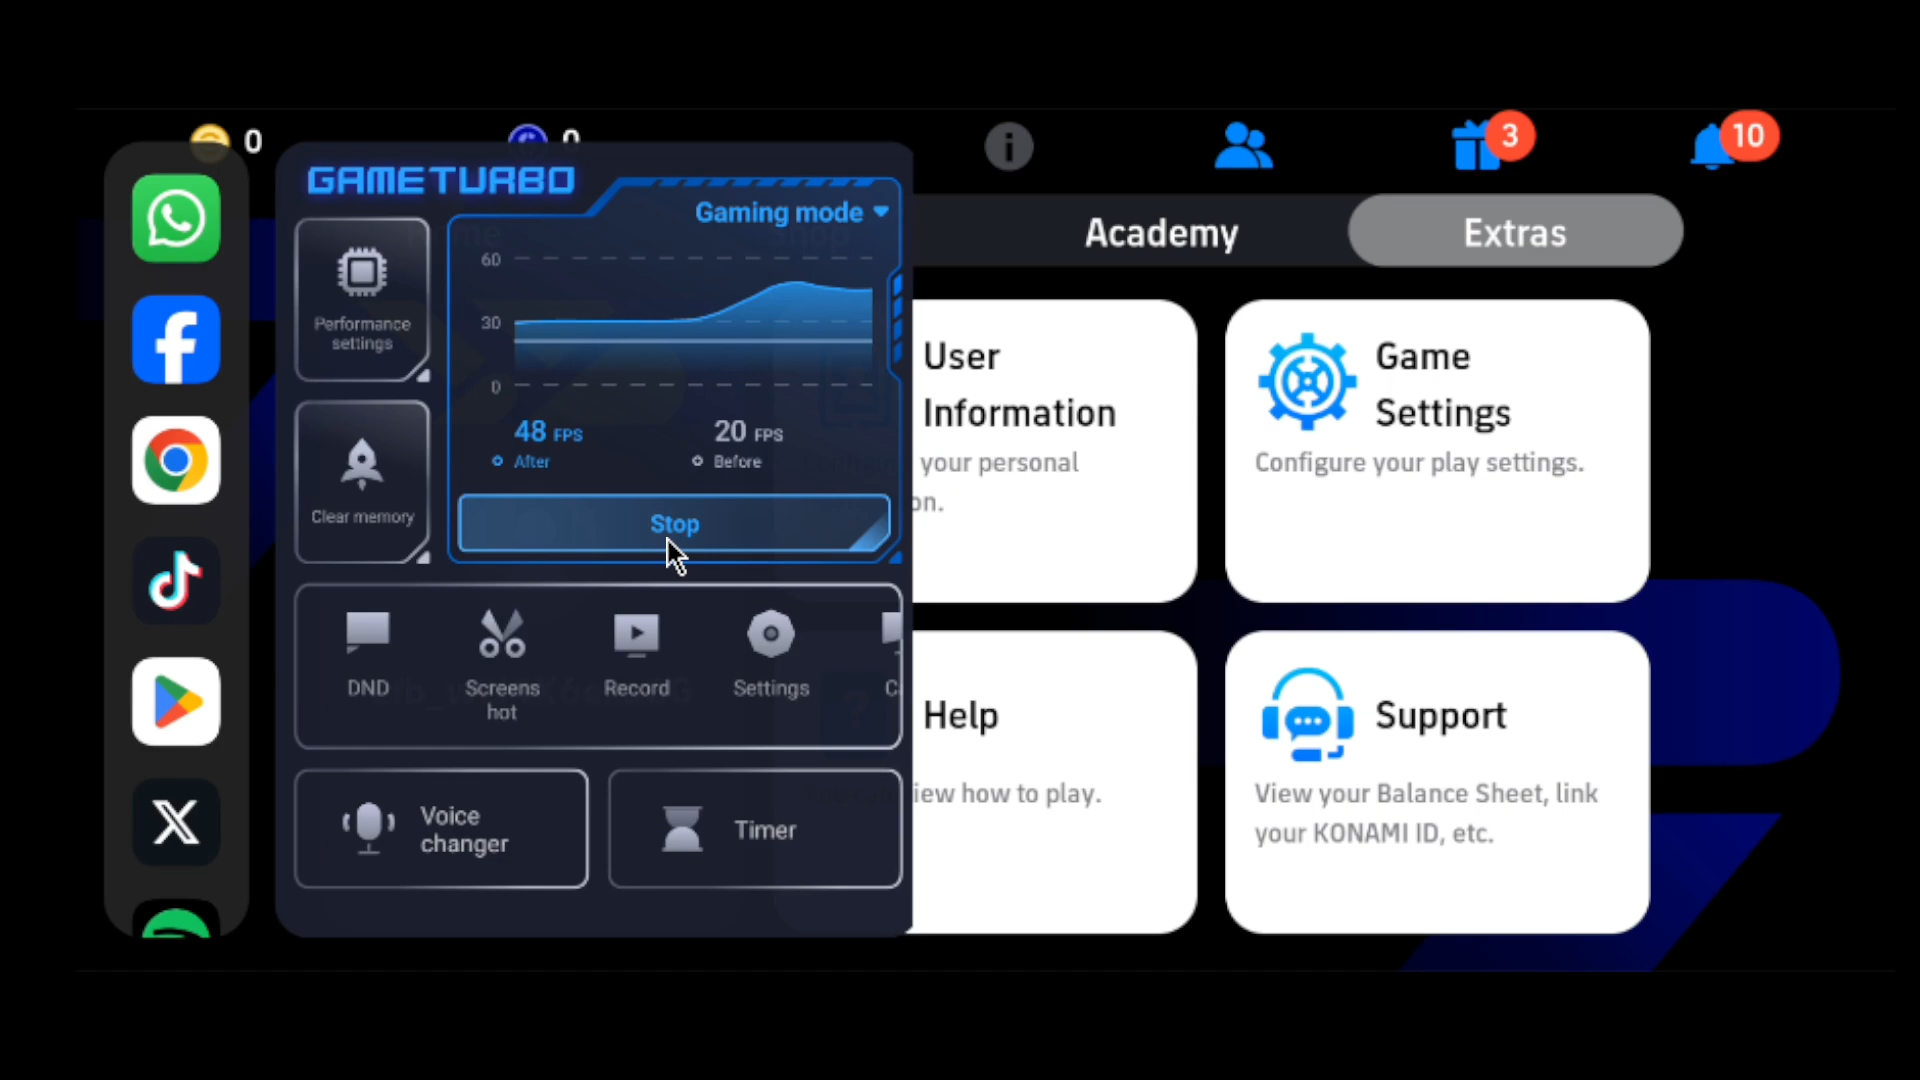 0
0
3
10
GAMETURBO
Gaming mode
Academy
Extras
60
30
0
Performance
settings
48 FPS
After
20 FPS
Before
Clear memory
Stop
DND
Screens
hot
Record
Settings
C
Voice
changer
Timer
User
Information
your personal
on.
Game
Settings
Configure your play settings.
Help
iew how to play.
Support
View your Balance Sheet, link
your KONAMI ID, etc.